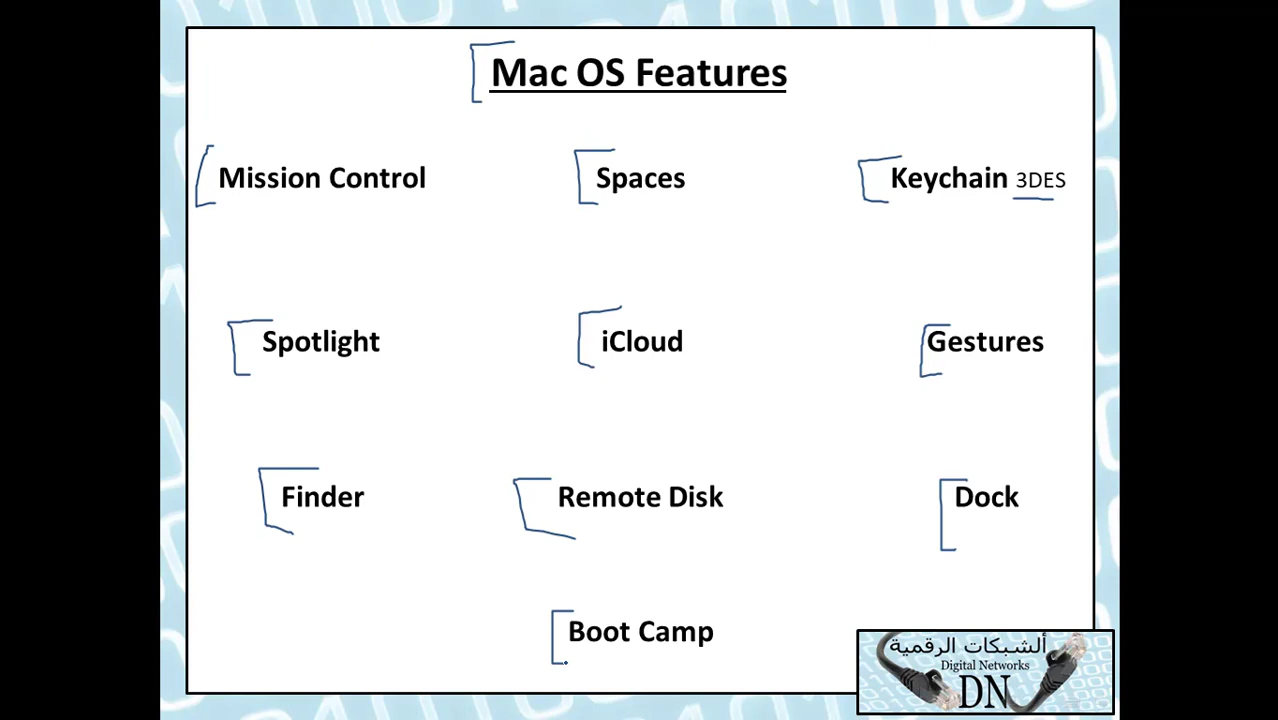 Mac OS Features
Mission Control
Spaces
Keychain 3DES
Spotlight
iCloud
Gestures
Finder
Remote Disk
Dock
Boot Camp
ألشبكات الرقمية
Digital Networks
DN